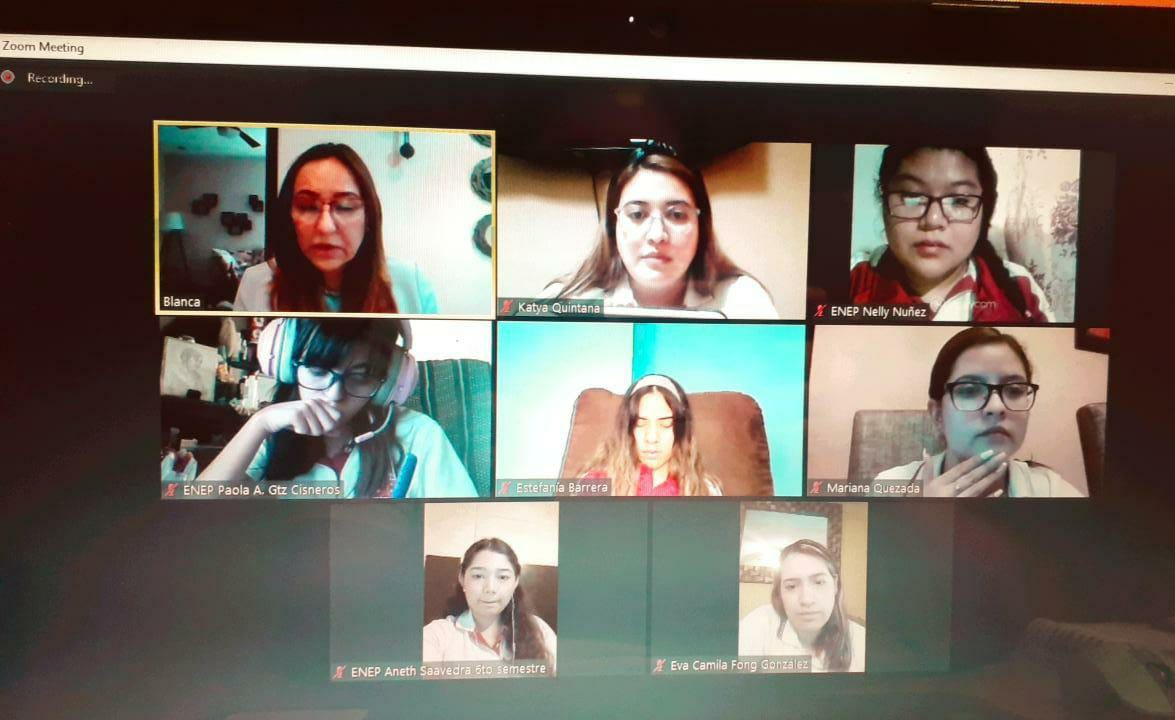 Zoom Meeting
Recording...
Blanca
Katya Quintana
ENEP Nelly Nuñez
ENEP Paola A. Gtz Cisneros
Estefanía Barrera
Mariana Quezada
ENEP Aneth Saavedra 6to semestre
Eva Camila Fong González